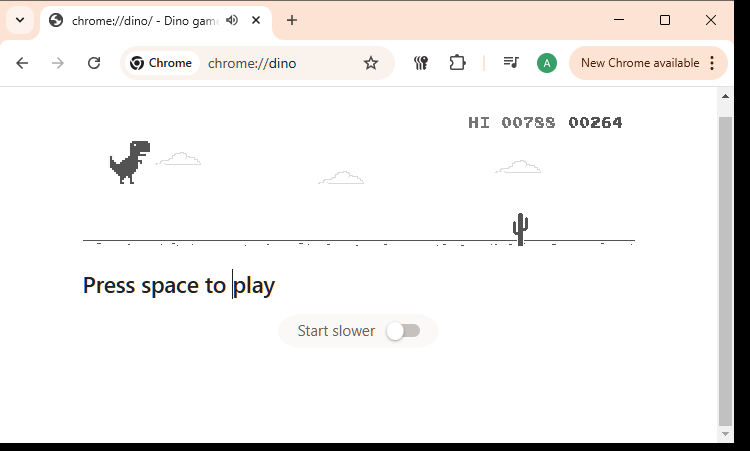 chrome://dino/ - Dino gam
Chrome chrome://dino A New Chrome available
HI 00788 00264
Press space to play
Start slower